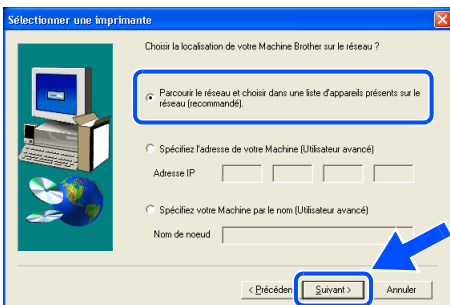 Sélectionner une imprimante
Choisir la localisation de votre Machine Brother sur le réseau ?
Parcourir le réseau et choisir dans une liste d'appareils présents sur le
réseau (recommandé).
Spécifiez l'adresse de votre Machine (Utilisateur avancé)
Adresse IP
Spécifiez votre Machine par le nom (Utilisateur avancé)
Nom de noeud
< Précéden Suivant > Annuler